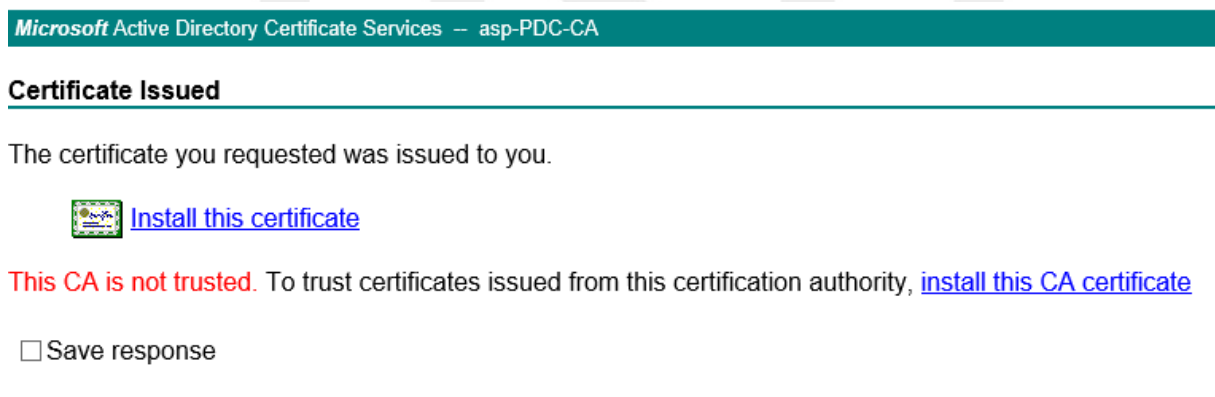 Microsoft Active Directory Certificate Services -- asp-PDC-CA
Certificate Issued
The certificate you requested was issued to you.
Install this certificate
This CA is not trusted. To trust certificates issued from this certification authority, install this CA certificate
Save response